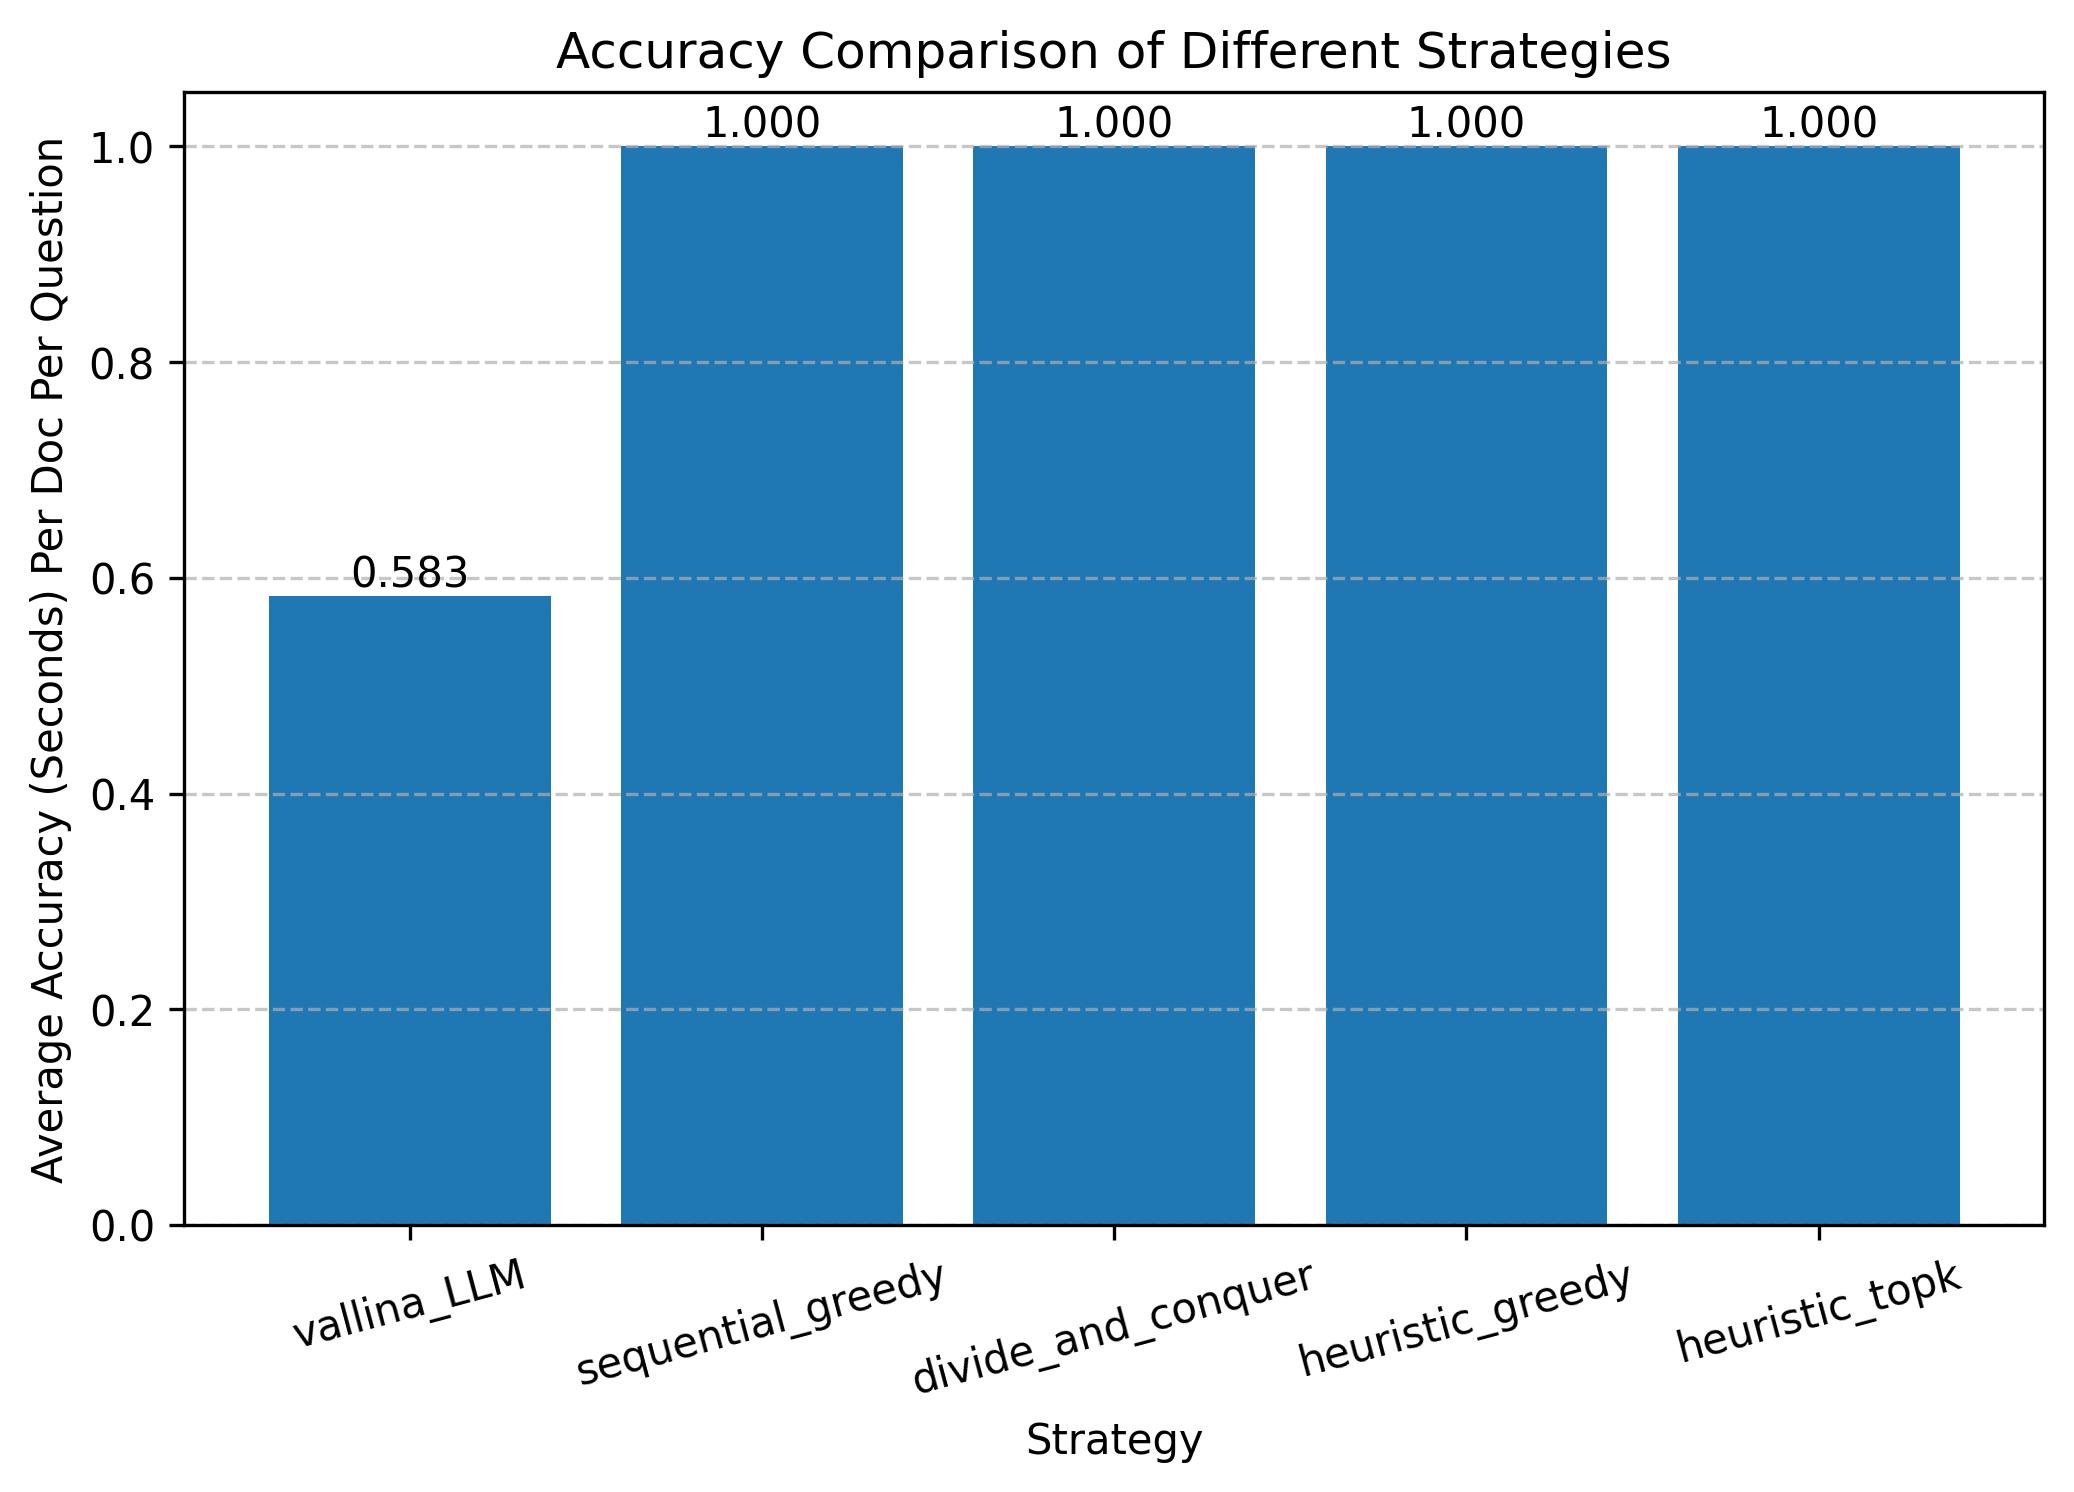 Accuracy Comparison of Different Strategies
Average Accuracy (Seconds) Per Doc Per Question
1.0
0.8
0.6
0.4
0.2
0.0
0.583
1.000
1.000
1.000
1.000
vallina_LLM
sequential_greedy
divide_and_conquer
heuristic_greedy
heuristic_topk
Strategy